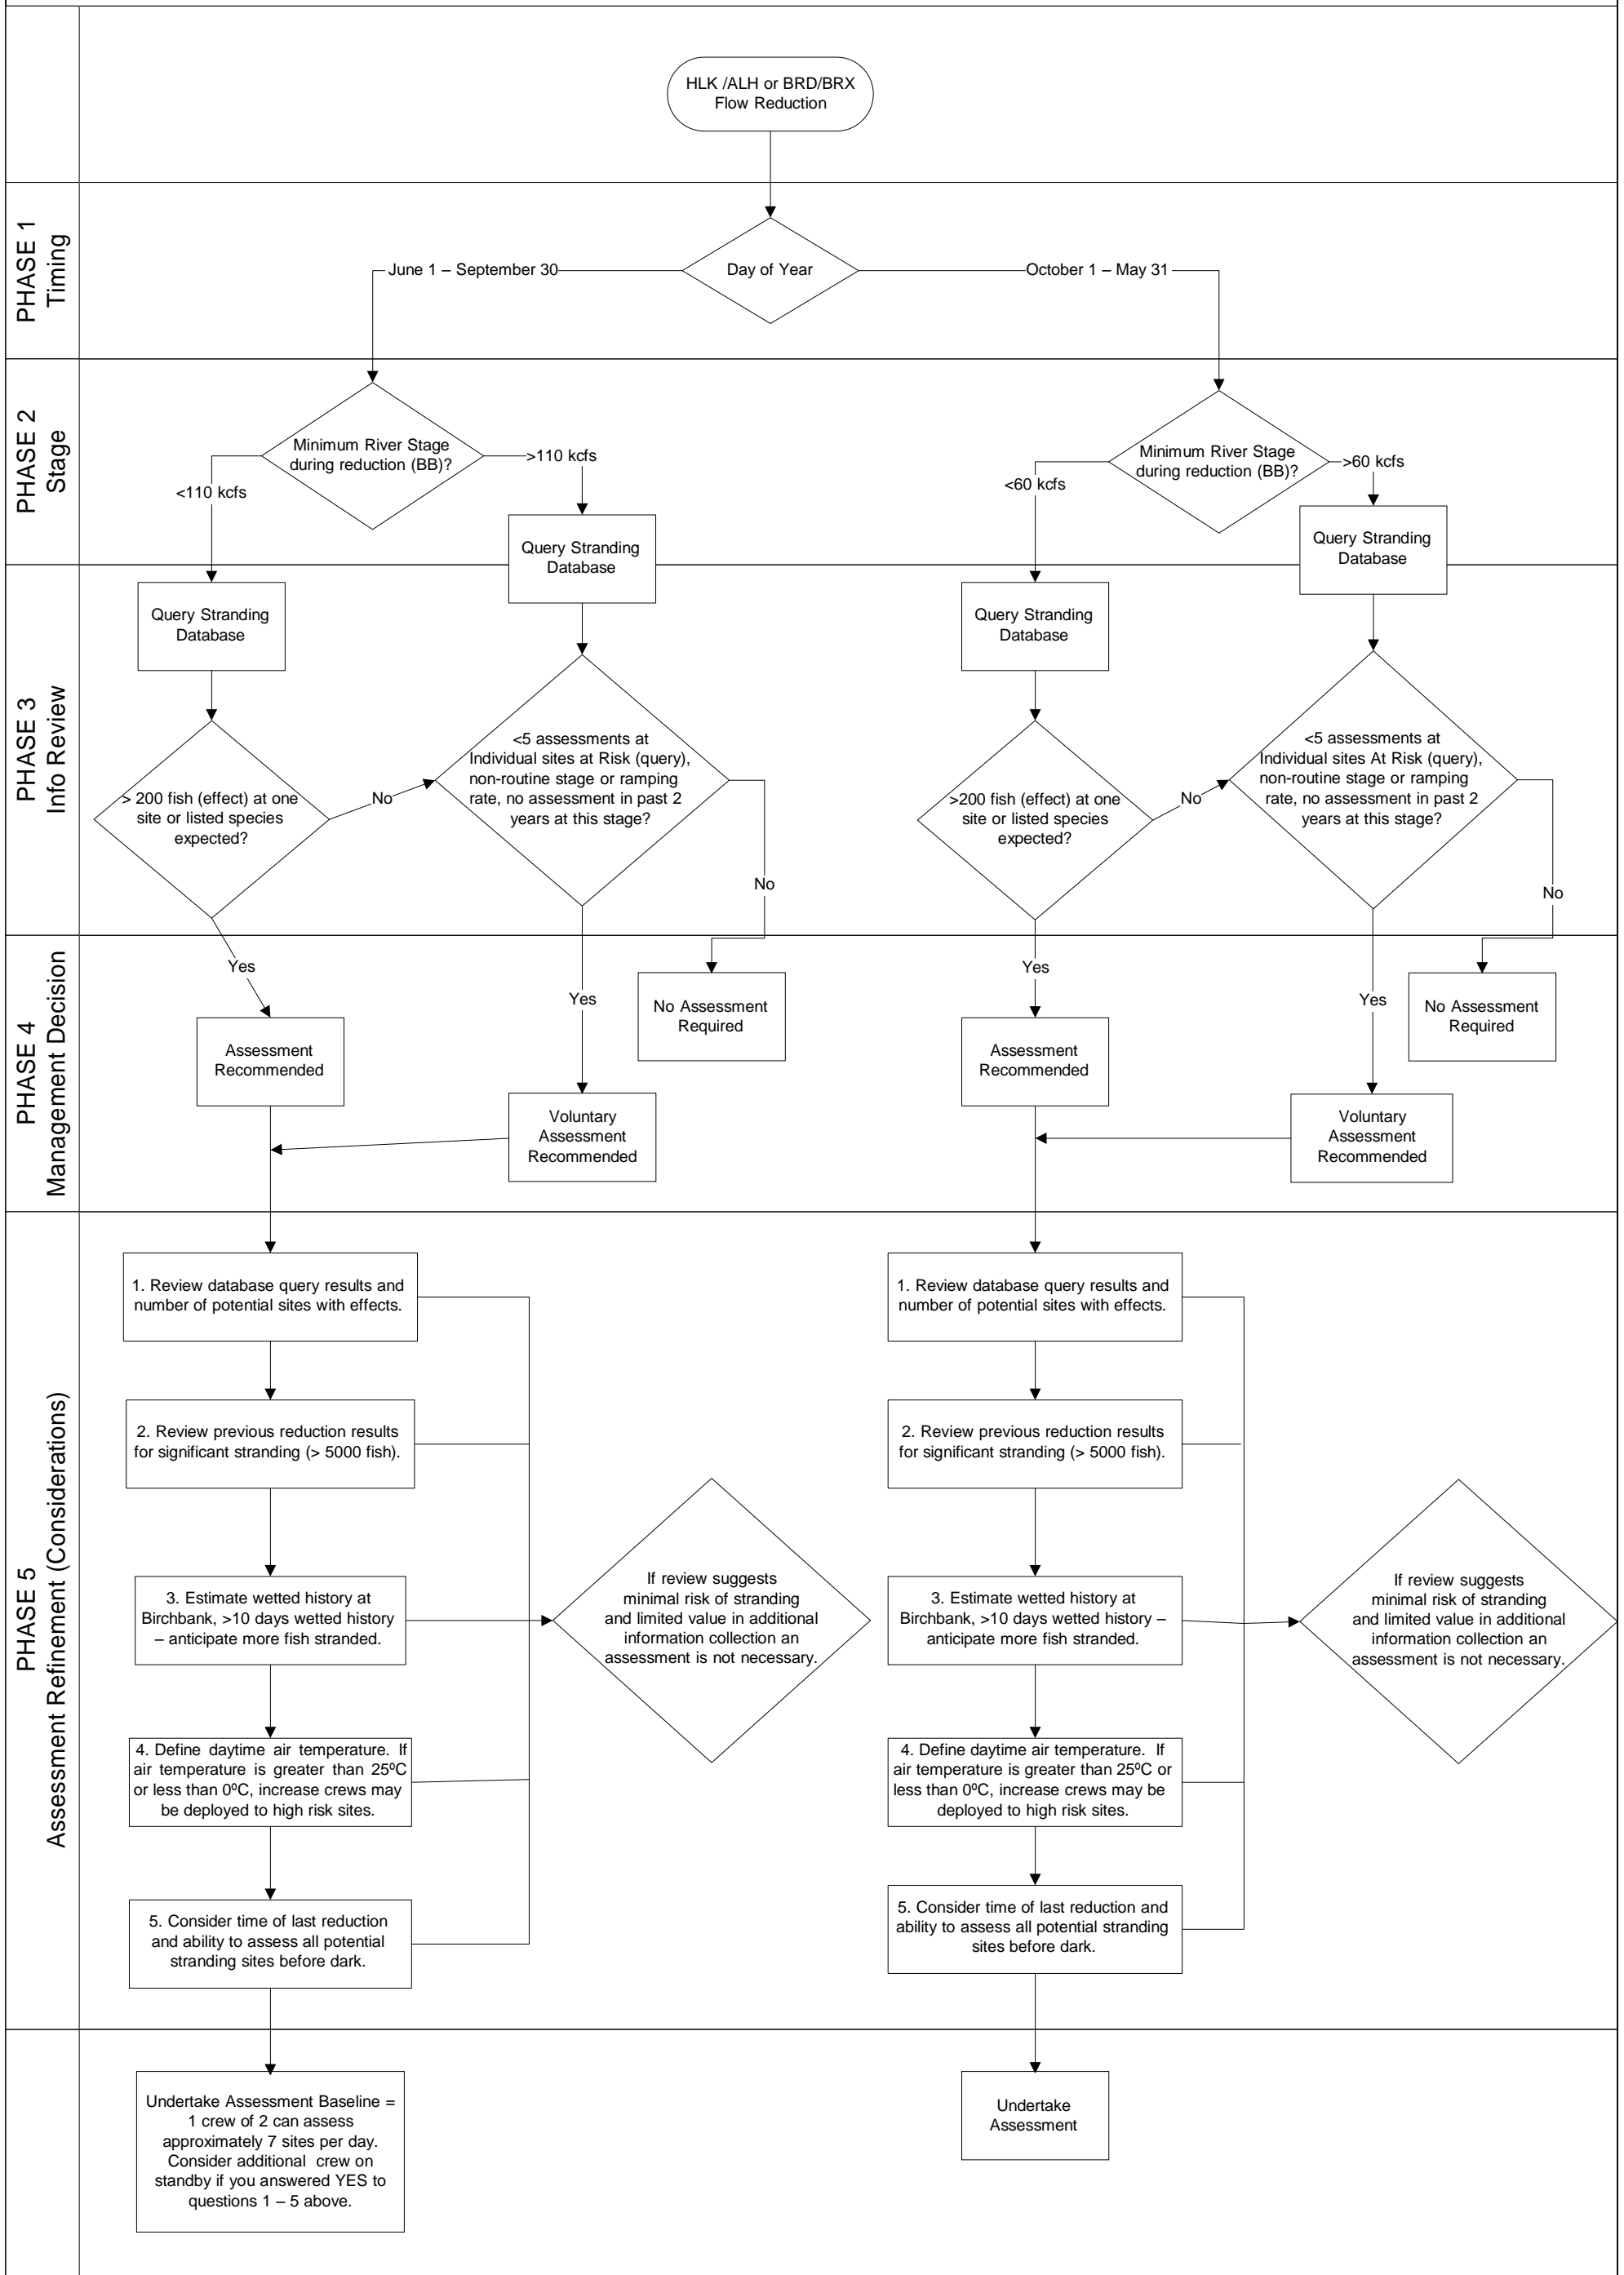 HLK /ALH or BRD/BRX
Flow Reduction
PHASE 1
Timing
June 1 – September 30
Day of Year
October 1 – May 31
PHASE 2
Stage
Minimum River Stage
during reduction (BB)?
<110 kcfs
>110 kcfs
Query Stranding
Database
Minimum River Stage
during reduction (BB)?
<60 kcfs
>60 kcfs
Query Stranding
Database
PHASE 3
Info Review
Query Stranding
Database
> 200 fish (effect) at one
site or listed species
expected?
No
<5 assessments at
Individual sites at Risk (query),
non-routine stage or ramping
rate, no assessment in past 2
years at this stage?
No
Query Stranding
Database
>200 fish (effect) at one
site or listed species
expected?
No
<5 assessments at
Individual sites At Risk (query),
non-routine stage or ramping
rate, no assessment in past 2
years at this stage?
No
PHASE 4
Management Decision
Yes
Assessment
Recommended
Yes
Voluntary
Assessment
Recommended
No Assessment
Required
Yes
Assessment
Recommended
Yes
Voluntary
Assessment
Recommended
No Assessment
Required
PHASE 5
Assessment Refinement (Considerations)
1. Review database query results and
number of potential sites with effects.
2. Review previous reduction results
for significant stranding (> 5000 fish).
3. Estimate wetted history at
Birchbank, >10 days wetted history
– anticipate more fish stranded.
4. Define daytime air temperature. If
air temperature is greater than 25ºC
or less than 0ºC, increase crews may
be deployed to high risk sites.
5. Consider time of last reduction
and ability to assess all potential
stranding sites before dark.
If review suggests
minimal risk of stranding
and limited value in additional
information collection an
assessment is not necessary.
1. Review database query results and
number of potential sites with effects.
2. Review previous reduction results
for significant stranding (> 5000 fish).
3. Estimate wetted history at
Birchbank, >10 days wetted history –
anticipate more fish stranded.
4. Define daytime air temperature. If
air temperature is greater than 25ºC or
less than 0ºC, increase crews may be
deployed to high risk sites.
5. Consider time of last reduction and
ability to assess all potential stranding
sites before dark.
If review suggests
minimal risk of stranding
and limited value in additional
information collection an
assessment is not necessary.
Undertake Assessment Baseline =
1 crew of 2 can assess
approximately 7 sites per day.
Consider additional crew on
standby if you answered YES to
questions 1 – 5 above.
Undertake
Assessment